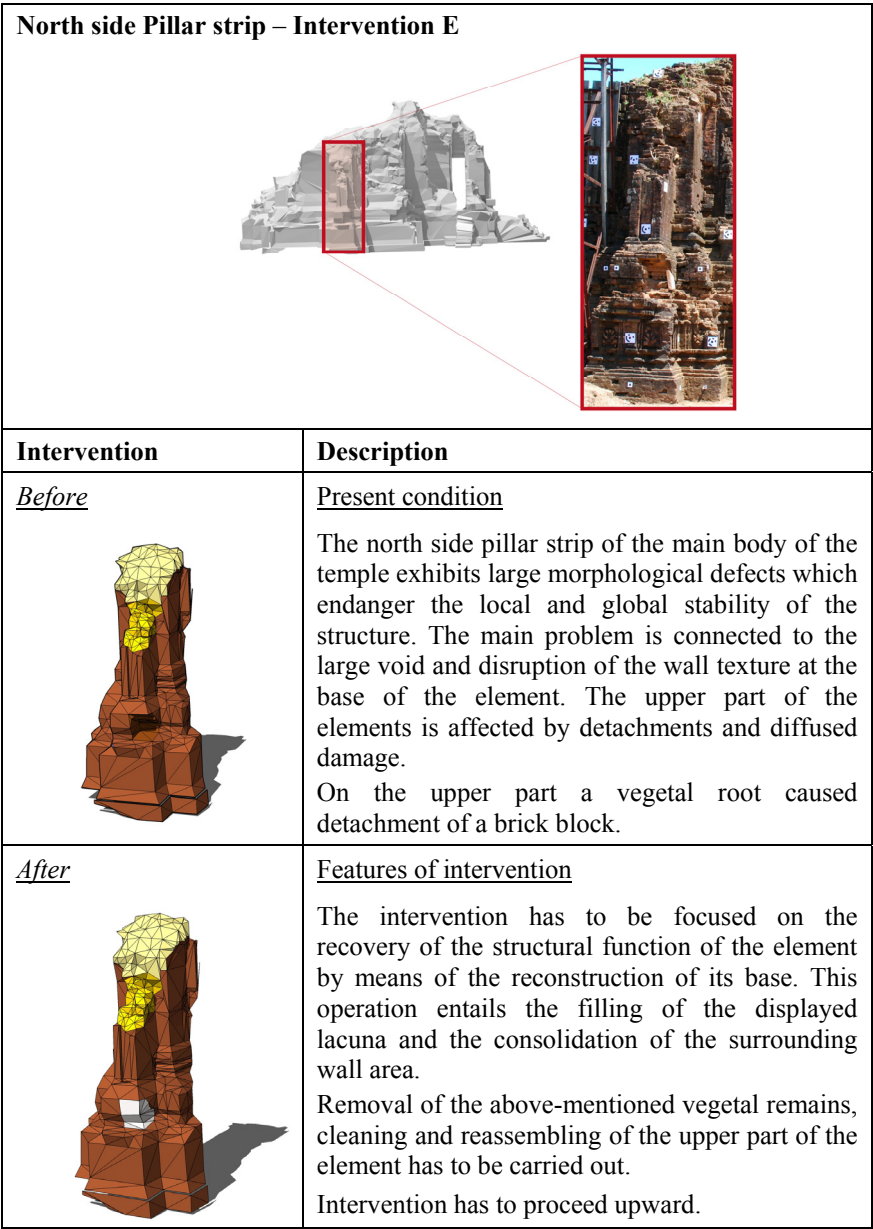 North side Pillar strip – Intervention E
Intervention
Description
Before
Present condition
The north side pillar strip of the main body of the
temple exhibits large morphological defects which
endanger the local and global stability of the
structure. The main problem is connected to the
large void and disruption of the wall texture at the
base of the element. The upper part of the
elements is affected by detachments and diffused
damage.
On the upper part a vegetal root caused
detachment of a brick block.
After
Features of intervention
The intervention has to be focused on the
recovery of the structural function of the element
by means of the reconstruction of its base. This
operation entails the filling of the displayed
lacuna and the consolidation of the surrounding
wall area.
Removal of the above-mentioned vegetal remains,
cleaning and reassembling of the upper part of the
element has to be carried out.
Intervention has to proceed upward.